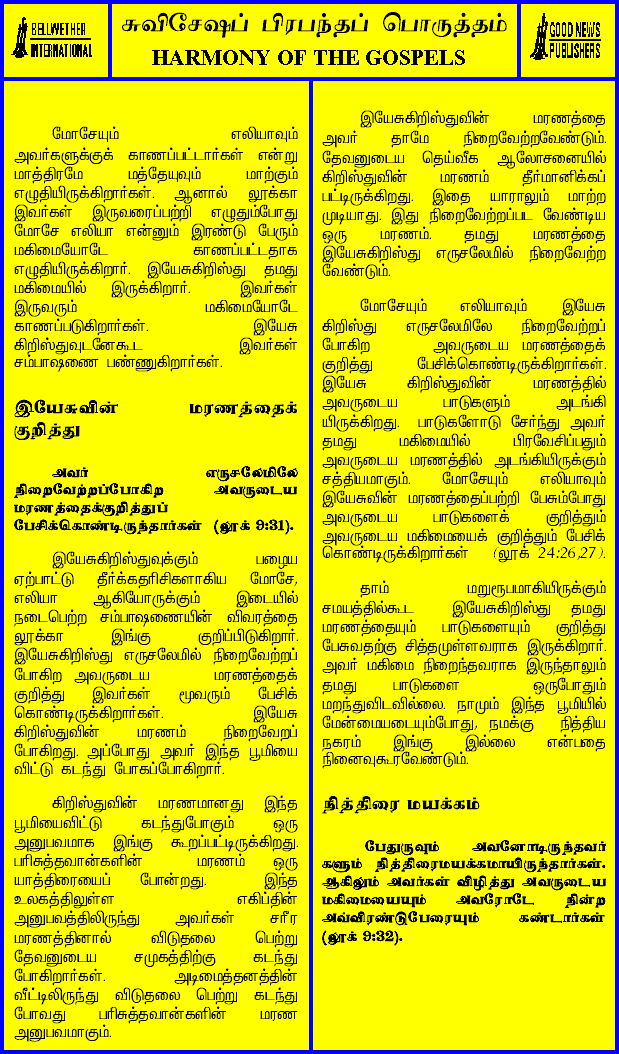 BELLWETHER
INTERNATIONAL
சுவிசேஷப் பிரபந்தப் பொருத்தம்
HARMONY OF THE GOSPELS
GOOD NEWS
PUBLISHERS
மோசேயும் எலியாவும்
அவர்களுக்குக் காணப்பட்டார்கள் என்று
மாத்திரமே மத்தேயுவும் மாற்கும்
எழுதியிருக்கிறார்கள். ஆனால் லூக்கா
இவர்கள் இருவரைப்பற்றி எழுதும்போது
மோசே எலியா என்னும் இரண்டு பேரும்
மகிமையோடே காணப்பட்டதாக
எழுதியிருக்கிறார். இயேசுகிறிஸ்து தமது
மகிமையில் இருக்கிறார். இவர்கள்
இருவரும் மகிமையோடே
காணப்படுகிறார்கள். இயேசு
கிறிஸ்துவுடனேகூட இவர்கள்
சம்பாஷணை பண்ணுகிறார்கள்.
இயேசுவின் மரணத்தைக்
குறித்து
அவர் எருசலேமிலே
நிறைவேற்றப்போகிற அவருடைய
மரணத்தைக்குறித்துப்
பேசிக்கொண்டிருந்தார்கள் (லூக் 9:31).
இயேசுகிறிஸ்துவுக்கும் பழைய
ஏற்பாட்டு தீர்க்கதரிசிகளாகிய மோசே,
எலியா ஆகியோருக்கும் இடையில்
நடைபெற்ற சம்பாஷணையின் விவரத்தை
லூக்கா இங்கு குறிப்பிடுகிறார்.
இயேசுகிறிஸ்து எருசலேமில் நிறைவேற்றப்
போகிற அவருடைய மரணத்தைக்
குறித்து இவர்கள் மூவரும் பேசிக்
கொண்டிருக்கிறார்கள். இயேசு
கிறிஸ்துவின் மரணம் நிறைவேறப்
போகிறது. அப்போது அவர் இந்த பூமியை
விட்டு கடந்து போகப்போகிறார்.
கிறிஸ்துவின் மரணமானது இந்த
பூமியைவிட்டு கடந்துபோகும் ஒரு
அனுபவமாக இங்கு கூறப்பட்டிருக்கிறது.
பரிசுத்தவான்களின் மரணம் ஒரு
யாத்திரையைப் போன்றது. இந்த
உலகத்திலுள்ள எகிப்தின்
அனுபவத்திலிருந்து அவர்கள் சரீர
மரணத்தினால் விடுதலை பெற்று
தேவனுடைய சமுகத்திற்கு கடந்து
போகிறார்கள். அடிமைத்தனத்தின்
வீட்டிலிருந்து விடுதலை பெற்று கடந்து
போவது பரிசுத்தவான்களின் மரண
அனுபவமாகும்.
இயேசுகிறிஸ்துவின் மரணத்தை
அவர் தாமே நிறைவேற்றவேண்டும்.
தேவனுடைய தெய்வீக ஆலோசனையில்
கிறிஸ்துவின் மரணம் தீர்மானிக்கப்
பட்டிருக்கிறது. இதை யாராலும் மாற்ற
முடியாது. இது நிறைவேற்றப்பட வேண்டிய
ஒரு மரணம். தமது மரணத்தை
இயேசுகிறிஸ்து எருசலேமில் நிறைவேற்ற
வேண்டும்.
மோசேயும் எலியாவும் இயேசு
கிறிஸ்து எருசலேமிலே நிறைவேற்றப்
போகிற அவருடைய மரணத்தைக்
குறித்து பேசிக்கொண்டிருக்கிறார்கள்.
இயேசு கிறிஸ்துவின் மரணத்தில்
அவருடைய பாடுகளும் அடங்கி
யிருக்கிறது. பாடுகளோடு சேர்ந்து அவர்
தமது மகிமையில் பிரவேசிப்பதும்
அவருடைய மரணத்தில் அடங்கியிருக்கும்
சத்தியமாகும். மோசேயும் எலியாவும்
இயேசுவின் மரணத்தைப்பற்றி பேசும்போது
அவருடைய பாடுகளைக் குறித்தும்
அவருடைய மகிமையைக் குறித்தும் பேசிக்
கொண்டிருக்கிறார்கள் (லூக் 24:26,27).
தாம் மறுரூபமாகியிருக்கும்
சமயத்தில்கூட இயேசுகிறிஸ்து தமது
மரணத்தையும் பாடுகளையும் குறித்து
பேசுவதற்கு சித்தமுள்ளவராக இருக்கிறார்.
அவர் மகிமை நிறைந்தவராக இருந்தாலும்
தமது பாடுகளை ஒருபோதும்
மறந்துவிடவில்லை. நாமும் இந்த பூமியில்
மேன்மையடையும்போது, நமக்கு நித்திய
நகரம் இங்கு இல்லை என்பதை
நினைவுகூரவேண்டும்.
நித்திரை மயக்கம்
பேதுருவும் அவனோடிருந்தவர்
களும் நித்திரைமயக்கமாயிருந்தார்கள்.
ஆகிலும் அவர்கள் விழித்து அவருடைய
மகிமையையும் அவரோடே நின்ற
அவ்விரண்டுபேரையும் கண்டார்கள்
(லூக் 9:32).